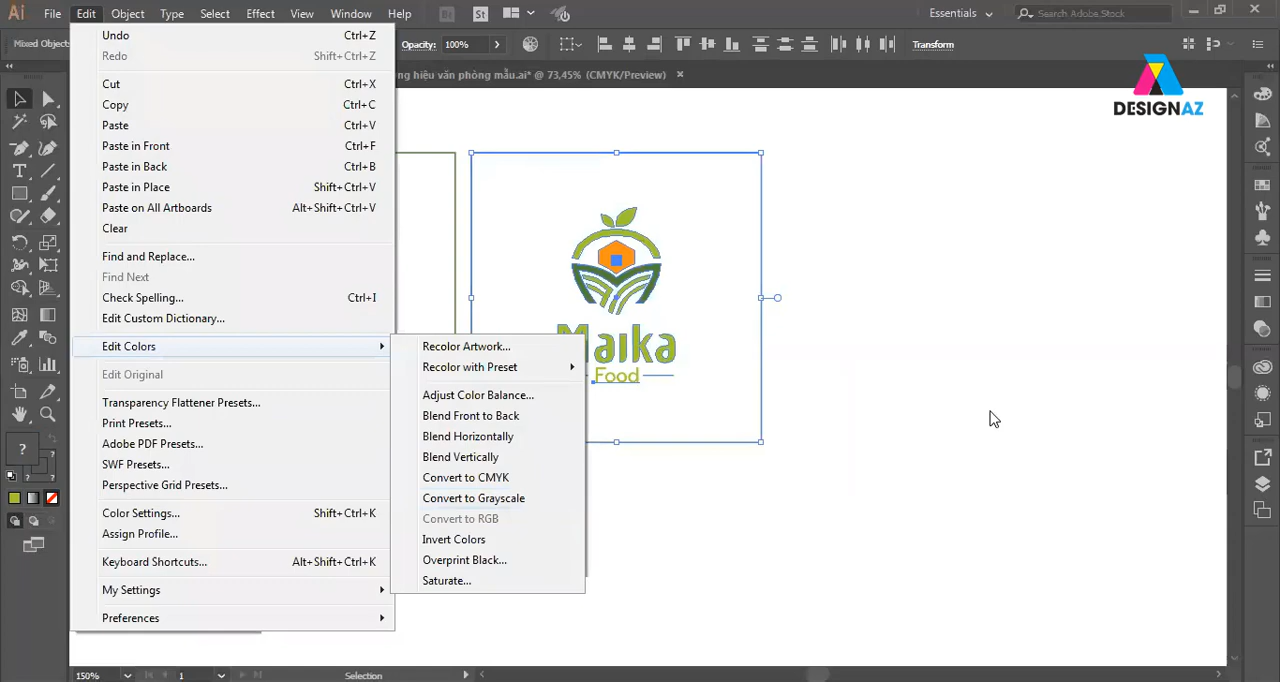 Ai File Edit Object Type Select Effect View Window Help Br St Essentials Search Adobe Stock
Mixed Objects Opacity: 100% Transform
ng hiệu văn phòng mẫu.ai* @ 73,45% (CMYK/Preview)
DESIGNAZ
Undo Ctrl+Z
Redo Shift+Ctrl+Z
Cut Ctrl+X
Copy Ctrl+C
Paste Ctrl+V
Paste in Front Ctrl+F
Paste in Back Ctrl+B
Paste in Place Shift+Ctrl+V
Paste on All Artboards Alt+Shift+Ctrl+V
Clear
Find and Replace...
Find Next
Check Spelling... Ctrl+I
Edit Custom Dictionary...
Edit Colors
Edit Original
Transparency Flattener Presets...
Print Presets...
Adobe PDF Presets...
SWF Presets...
Perspective Grid Presets...
Color Settings... Shift+Ctrl+K
Assign Profile...
Keyboard Shortcuts... Alt+Shift+Ctrl+K
My Settings
Preferences
Recolor Artwork...
Recolor with Preset
Adjust Color Balance...
Blend Front to Back
Blend Horizontally
Blend Vertically
Convert to CMYK
Convert to Grayscale
Convert to RGB
Invert Colors
Overprint Black...
Saturate...
Maika
Food
150% 1 Selection